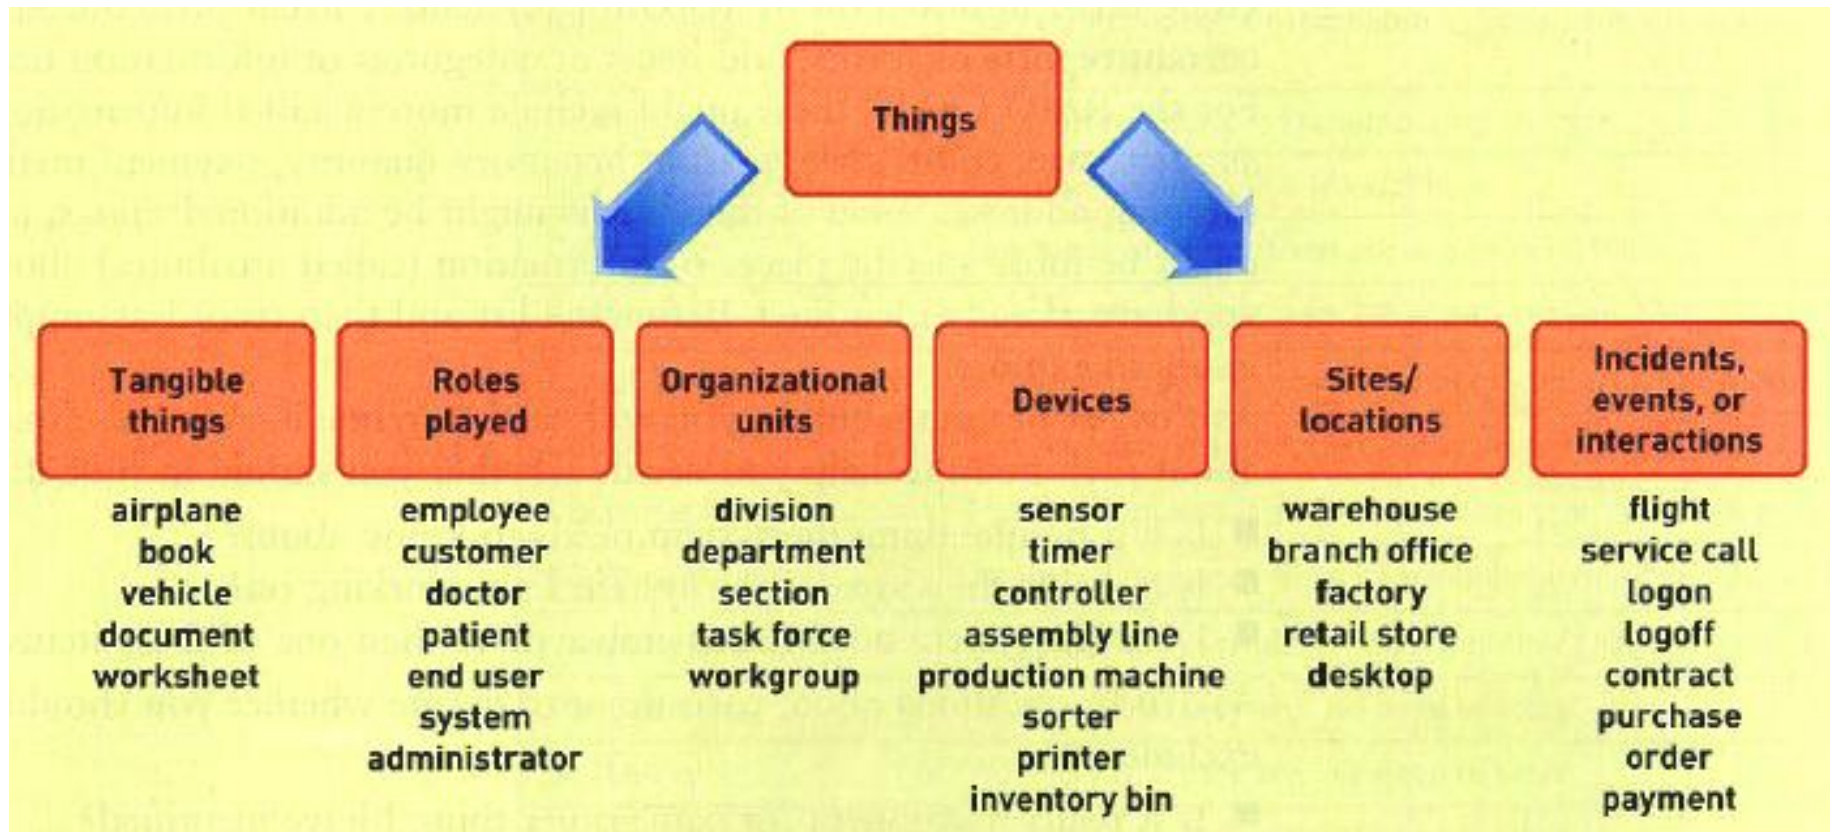 Things
Tangible
things
airplane
book
vehicle
document
worksheet
Roles
played
employee
customer
doctor
patient
end user
system
administrator
Organizational
units
division
department
section
task force
workgroup
Devices
sensor
timer
controller
assembly line
production machine
sorter
printer
inventory bin
Sites/
locations
warehouse
branch office
factory
retail store
desktop
Incidents,
events, or
interactions
flight
service call
logon
logoff
contract
purchase
order
payment